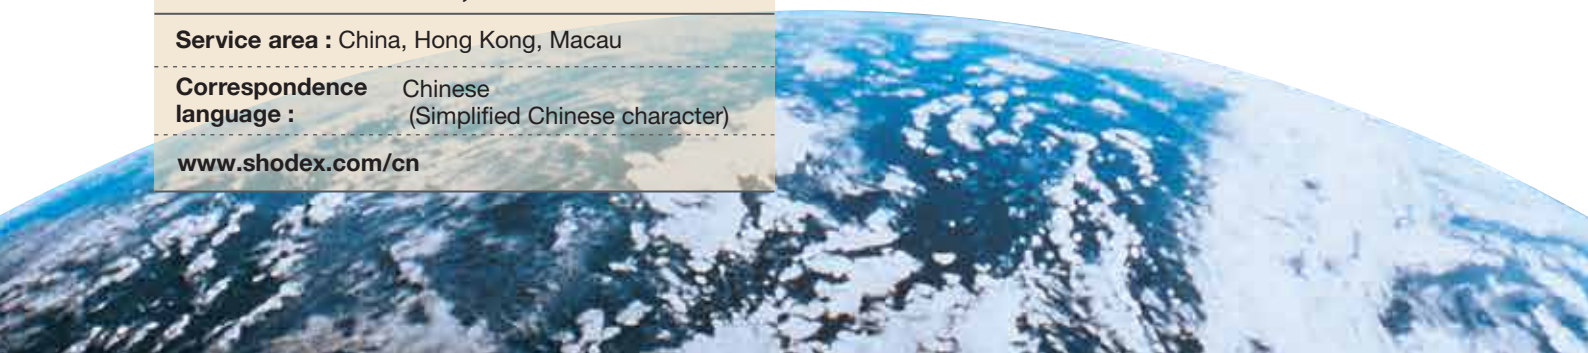 Service area : China, Hong Kong, Macau
Correspondence language : Chinese
(Simplified Chinese character)
www.shodex.com/cn